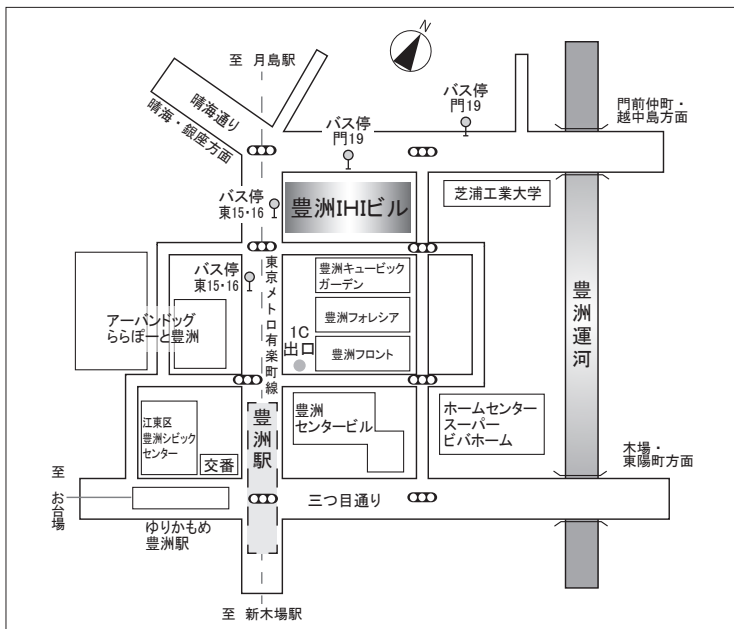 至 月島駅
N
晴海通り
晴海・銀座方面
バス停
門19
バス停
門19
門前仲町・
越中島方面
バス停
東15・16
豊洲IHIビル
芝浦工業大学
バス停
東15・16
東京メトロ有楽町線
豊洲キュービック
ガーデン
豊洲フォレシア
1C
出口
豊洲フロント
アーバンドッグ
ららぽーと豊洲
豊洲運河
江東区
豊洲シビック
センター
交番
豊洲駅
豊洲
センタービル
ホームセンター
スーパー
ビバホーム
木場・
東陽町方面
至 お台場
三つ目通り
ゆりかもめ
豊洲駅
至 新木場駅